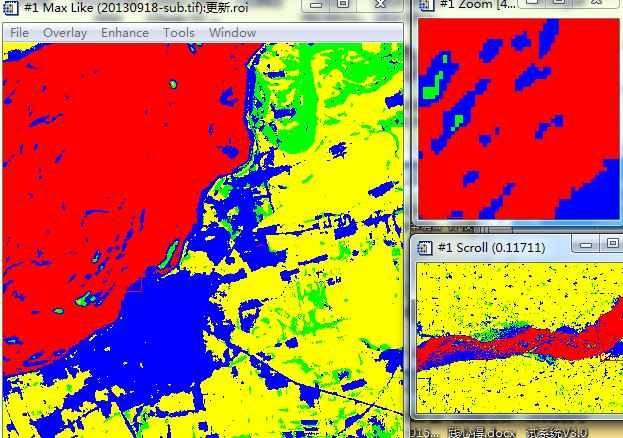 #1 Max Like (20130918-sub.tif):更新.roi
File Overlay Enhance Tools Window
#1 Zoom [4...
#1 Scroll (0.11711)
015... 践心得.docx 试系统V3.0